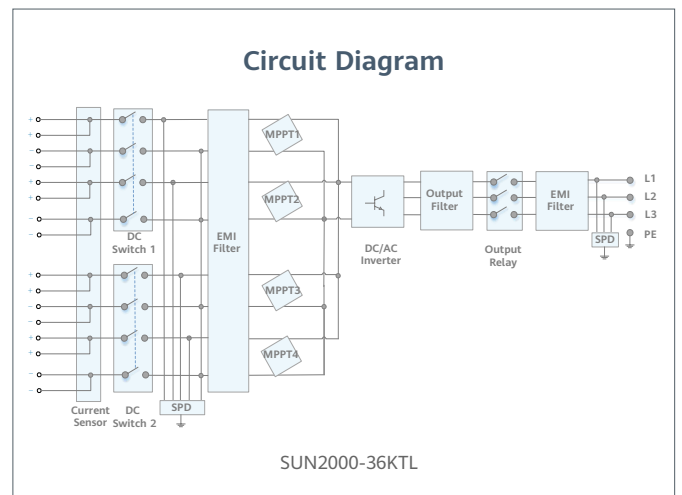 Circuit Diagram
+
+
−
−
+
+
−
−
DC
Switch 1
+
+
−
−
+
+
−
−
Current
Sensor
DC
Switch 2
SPD
EMI
Filter
MPPT1
MPPT2
MPPT3
MPPT4
DC/AC
Inverter
Output
Filter
Output
Relay
EMI
Filter
SPD
L1
L2
L3
PE
SUN2000-36KTL